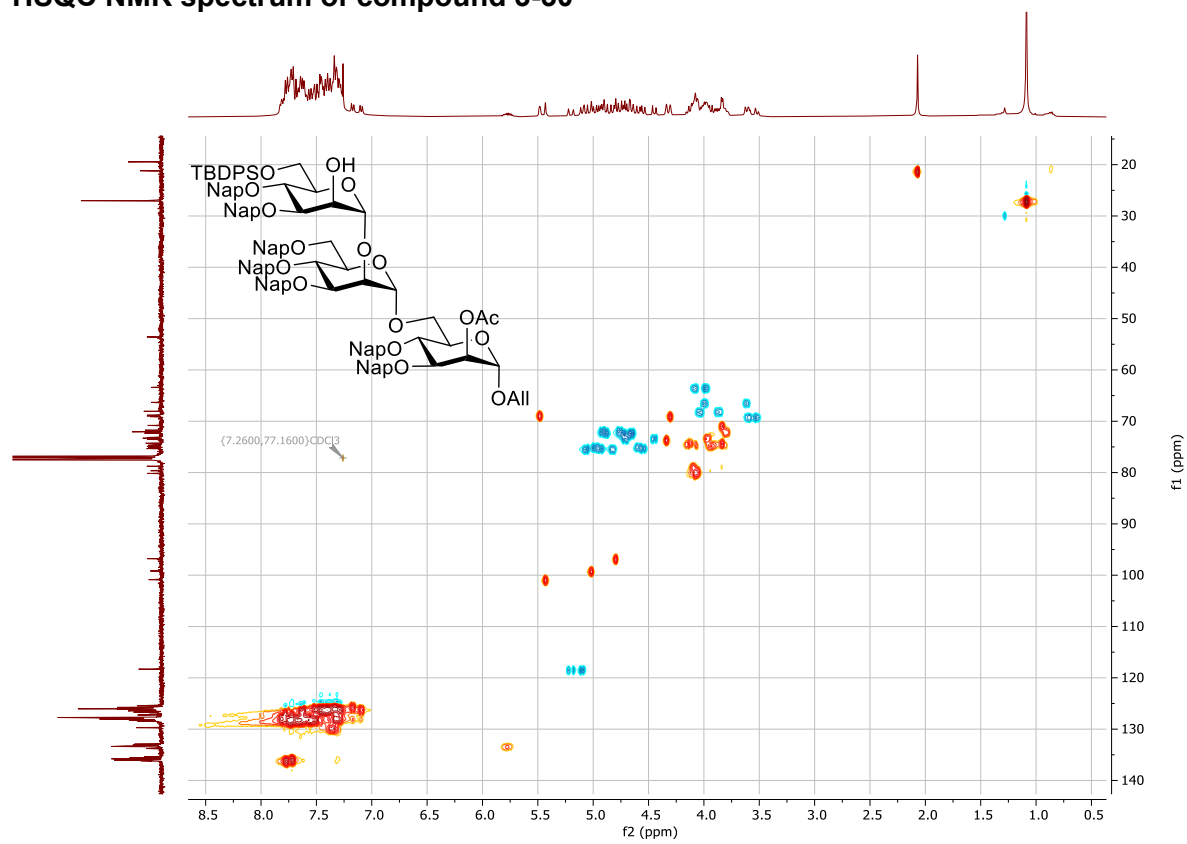 HSQC NMR spectrum of compound
TBDPSO
OH
NapO
O
NapO
O
NapO
O
NapO
NapO
O
OAc
O
NapO
NapO
OAll
{7.2600,77.1600}CDCl3
20
30
40
50
60
70
80
90
100
110
120
130
140
f1 (ppm)
8.5 8.0 7.5 7.0 6.5 6.0 5.5 5.0 4.5 4.0 3.5 3.0 2.5 2.0 1.5 1.0 0.5
f2 (ppm)